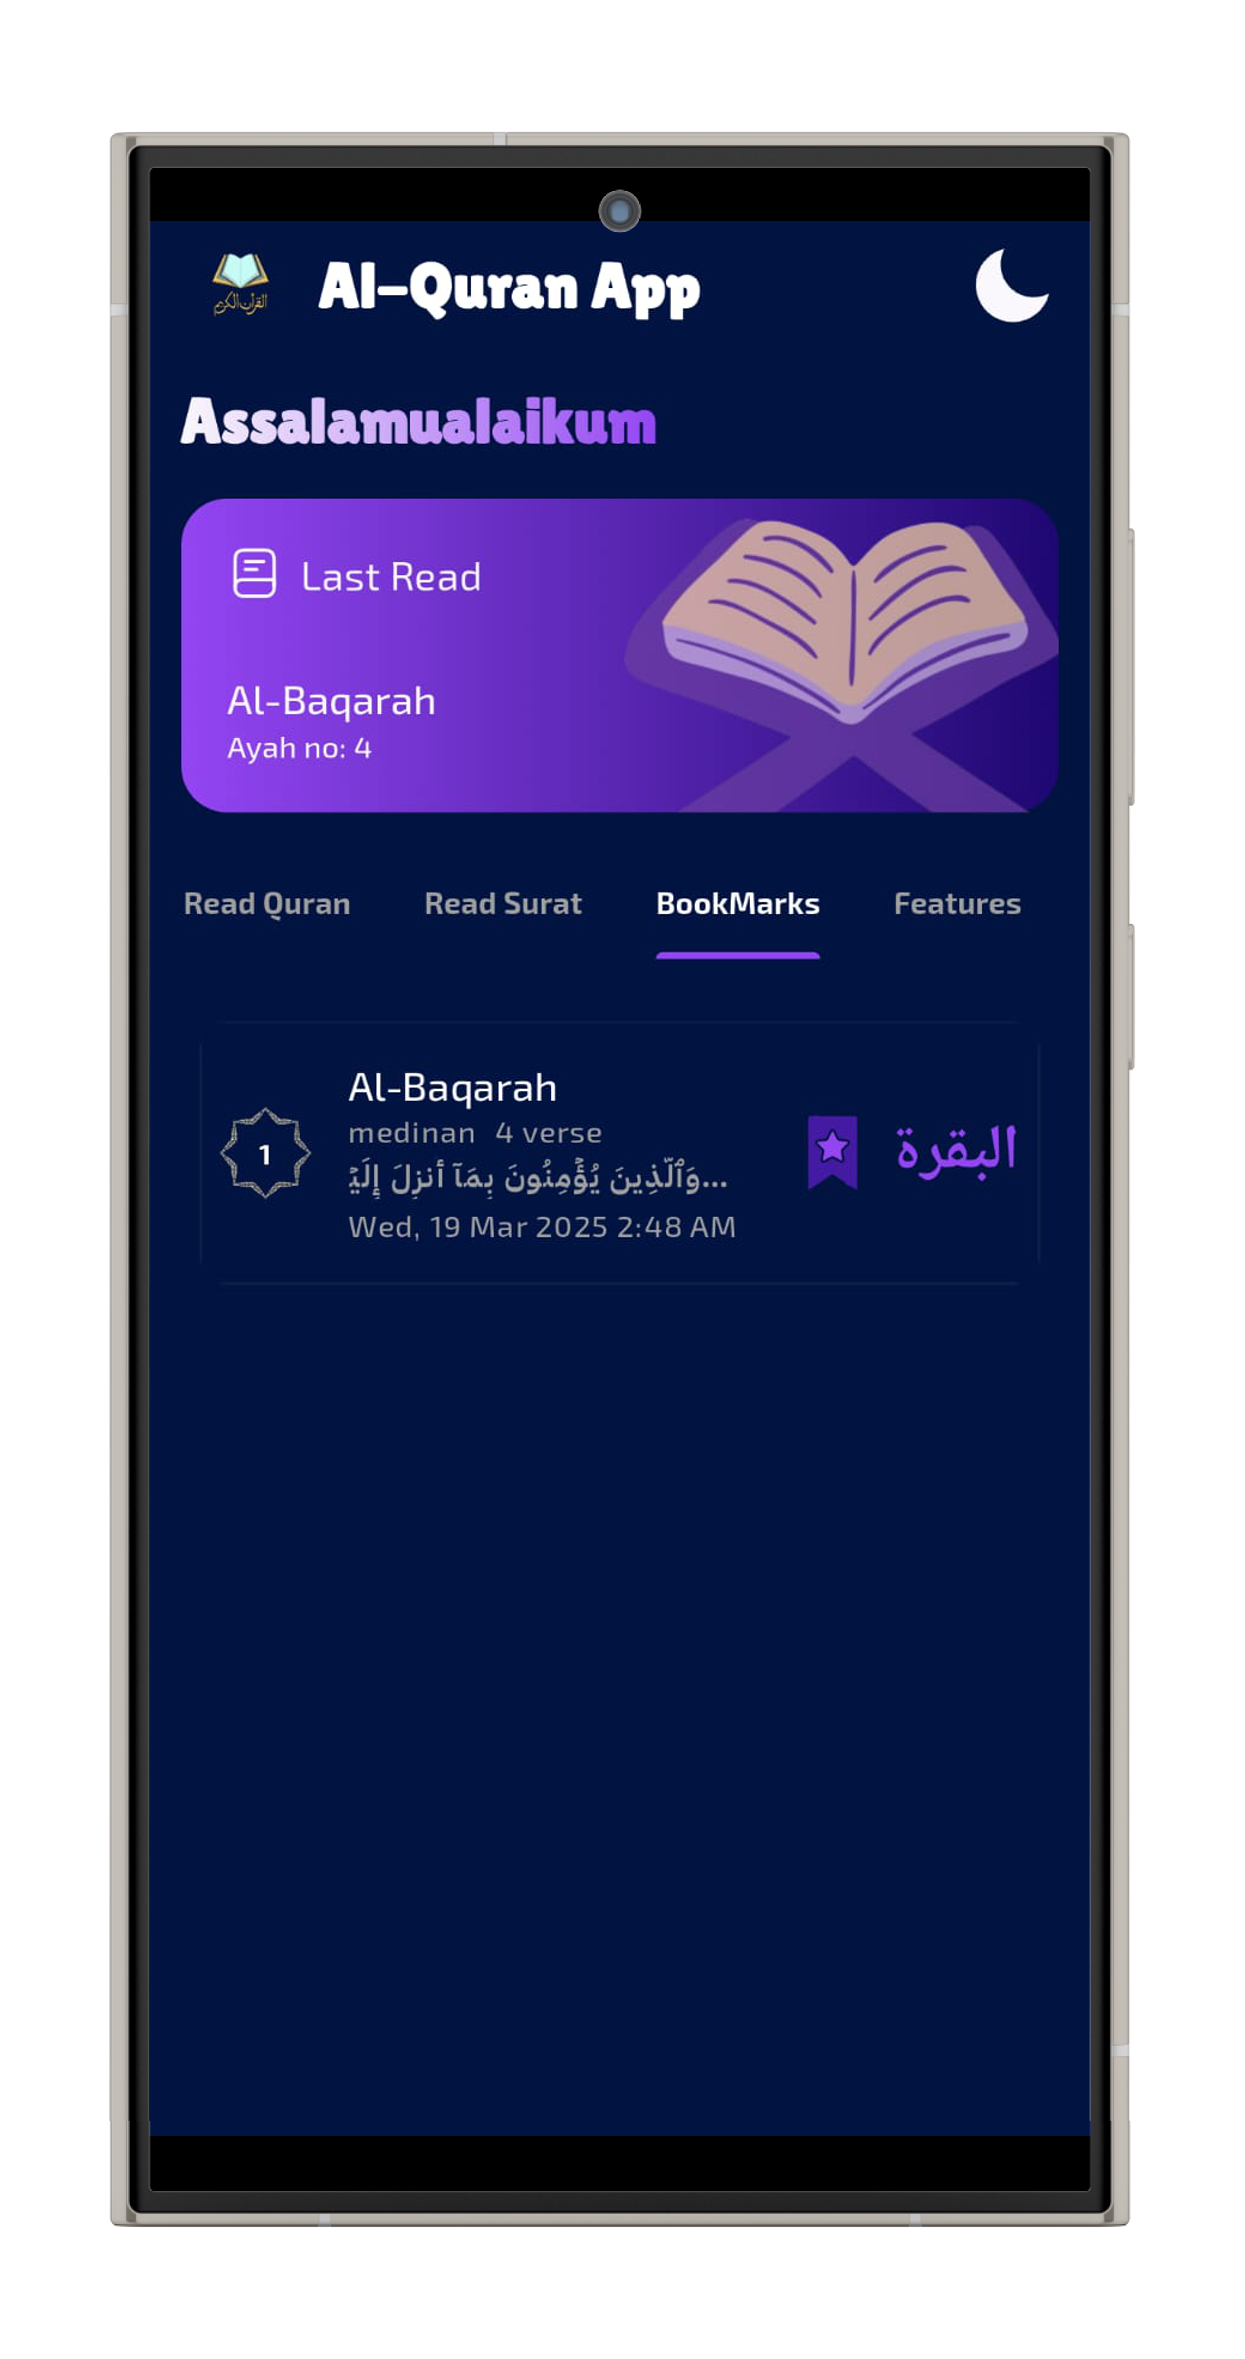 القرآن الكريم
Al-Quran App
Assalamualaikum
Last Read
Al-Baqarah
Ayah no: 4
Read Quran
Read Surat
BookMarks
Features
1
Al-Baqarah
medinan 4 verse
وَٱلَّذِينَ يُؤْمِنُونَ بِمَآ أُنزِلَ إِلَيْ...
Wed, 19 Mar 2025 2:48 AM
البقرة